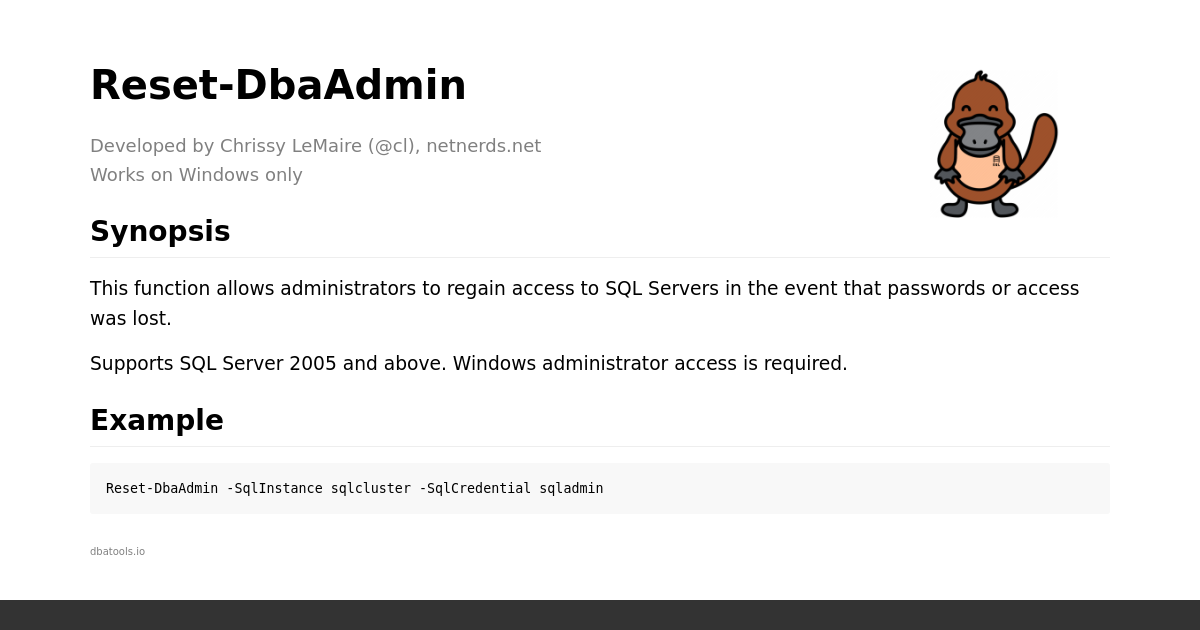 Reset-DbaAdmin
Developed by Chrissy LeMaire (@cl), netnerds.net
Works on Windows only
Synopsis
This function allows administrators to regain access to SQL Servers in the event that passwords or access
was lost.
Supports SQL Server 2005 and above. Windows administrator access is required.
Example
Reset-DbaAdmin -SqlInstance sqlcluster -SqlCredential sqladmin
dbatools.io